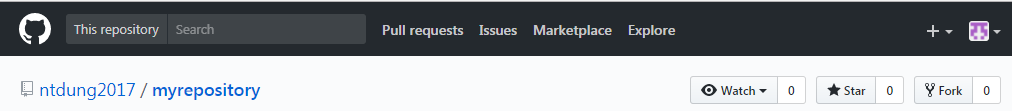 This repository Search Pull requests Issues Marketplace Explore
ntdung2017 / myrepository Watch 0 Star 0 Fork 0